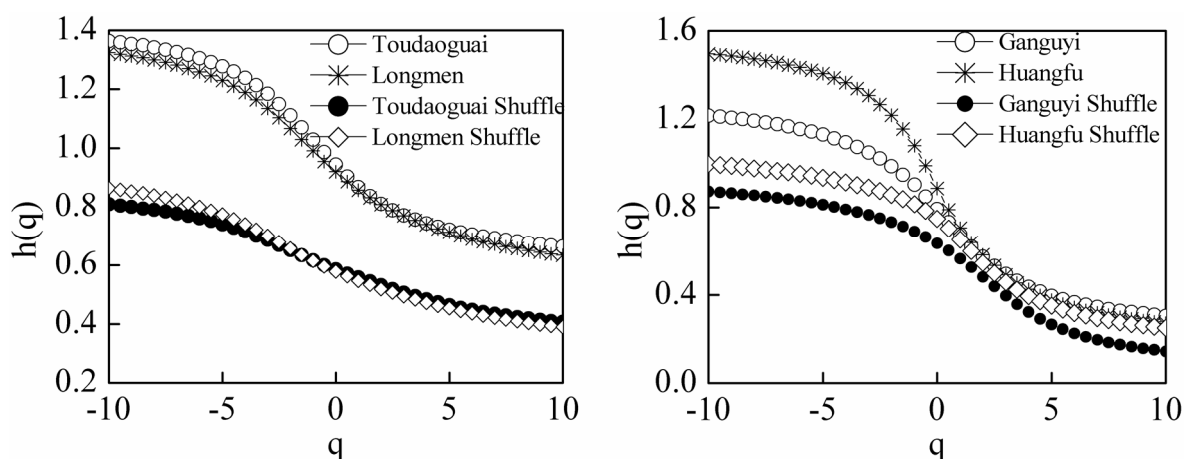 1.4
1.2
1.0
0.8
0.6
0.4
0.2
h(q)
-10
-5
0
5
10
q
Toudaoguai
Longmen
Toudaoguai Shuffle
Longmen Shuffle
1.6
1.2
0.8
0.4
0.0
h(q)
-10
-5
0
5
10
q
Ganguyi
Huangfu
Ganguyi Shuffle
Huangfu Shuffle